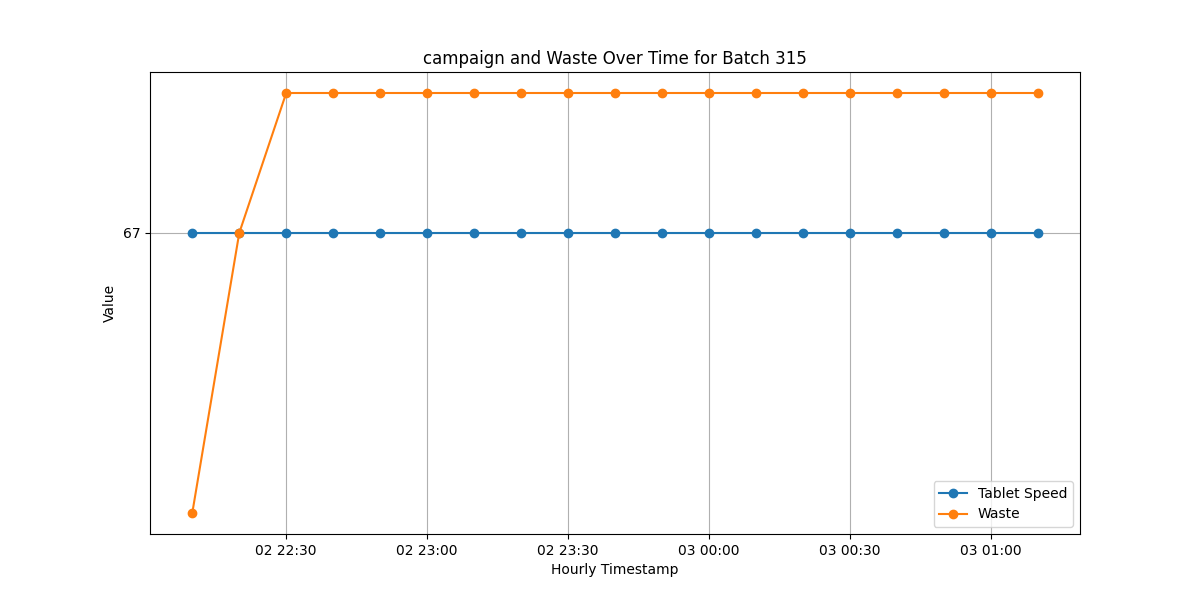 campaign and Waste Over Time for Batch 315
67
Value
02 22:30
02 23:00
02 23:30
03 00:00
03 00:30
03 01:00
Hourly Timestamp
Tablet Speed
Waste